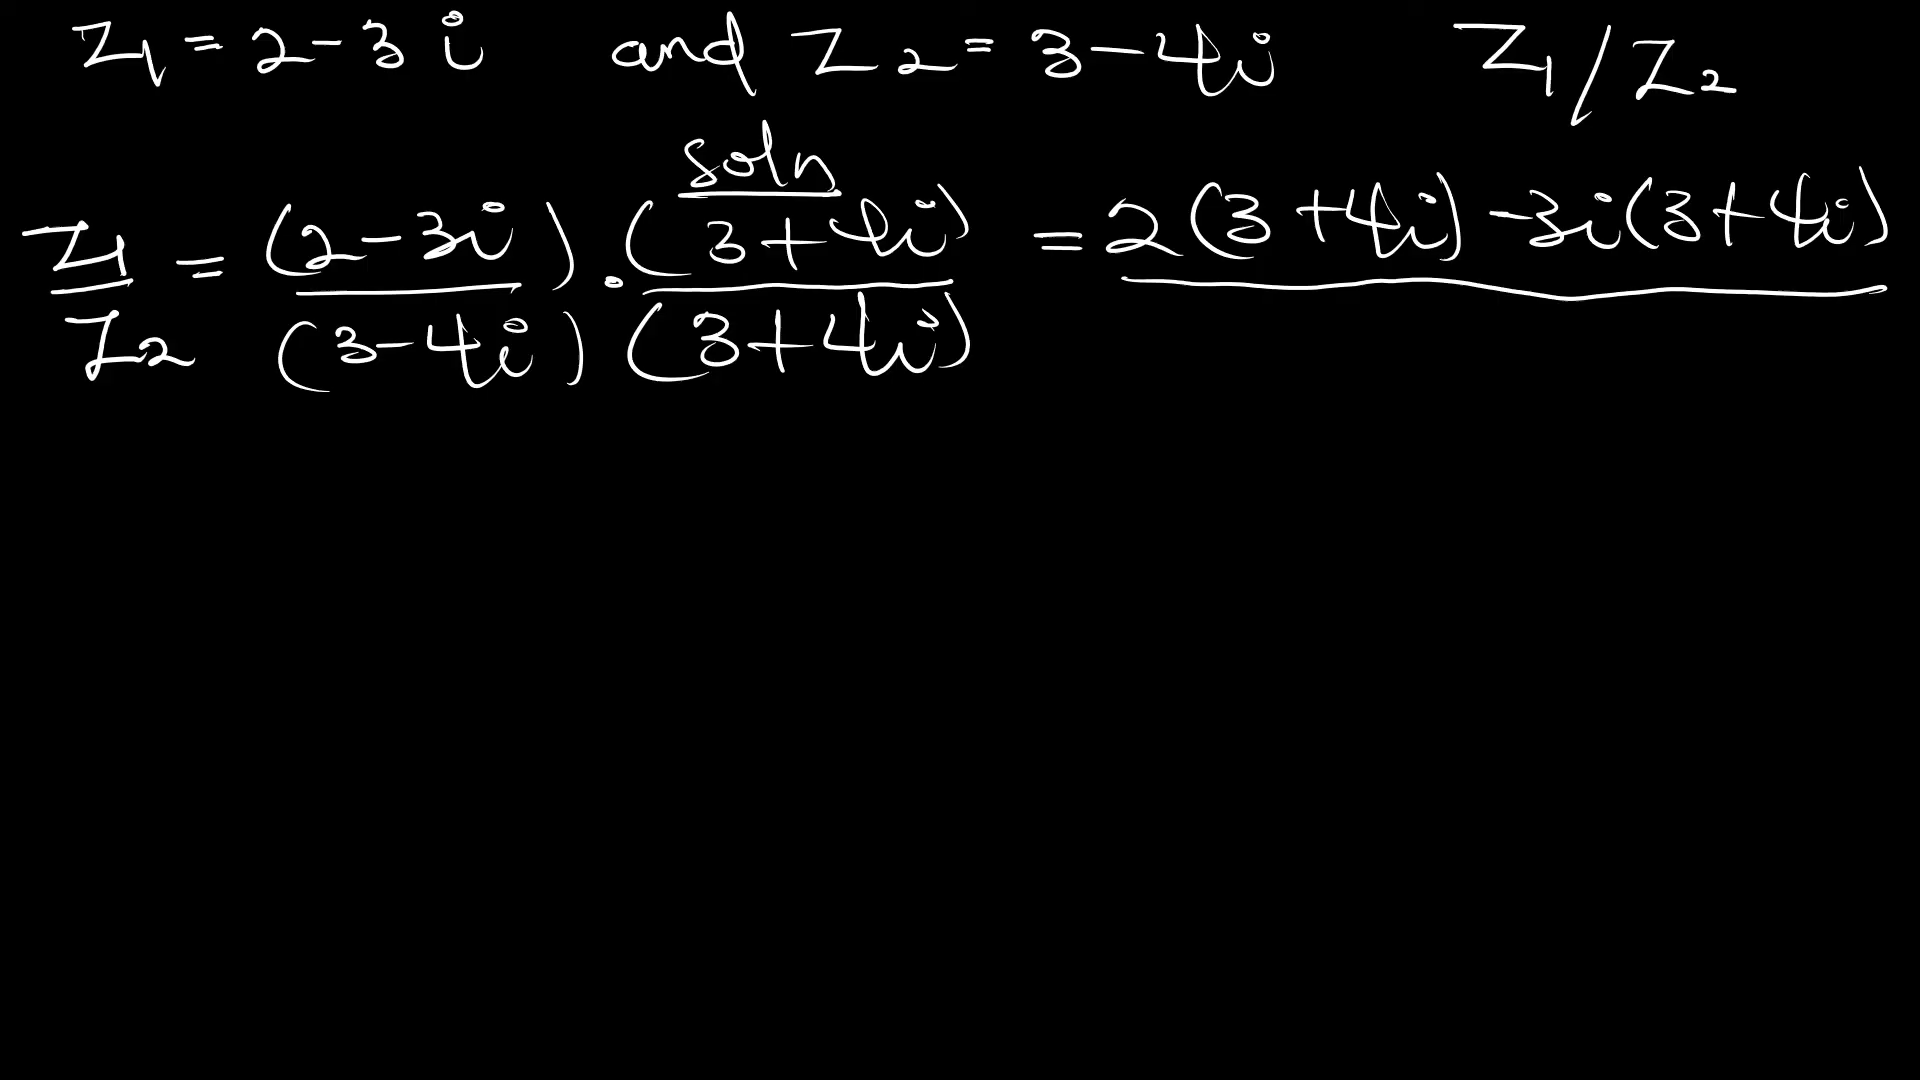 Z1 = 2 - 3i and Z2 = 3 - 4i Z1/Z2
soln
Z1/Z2 = (2 - 3i)/(3 - 4i) · (3 + 4i)/(3 + 4i) = 2(3 + 4i) - 3i(3 + 4i)